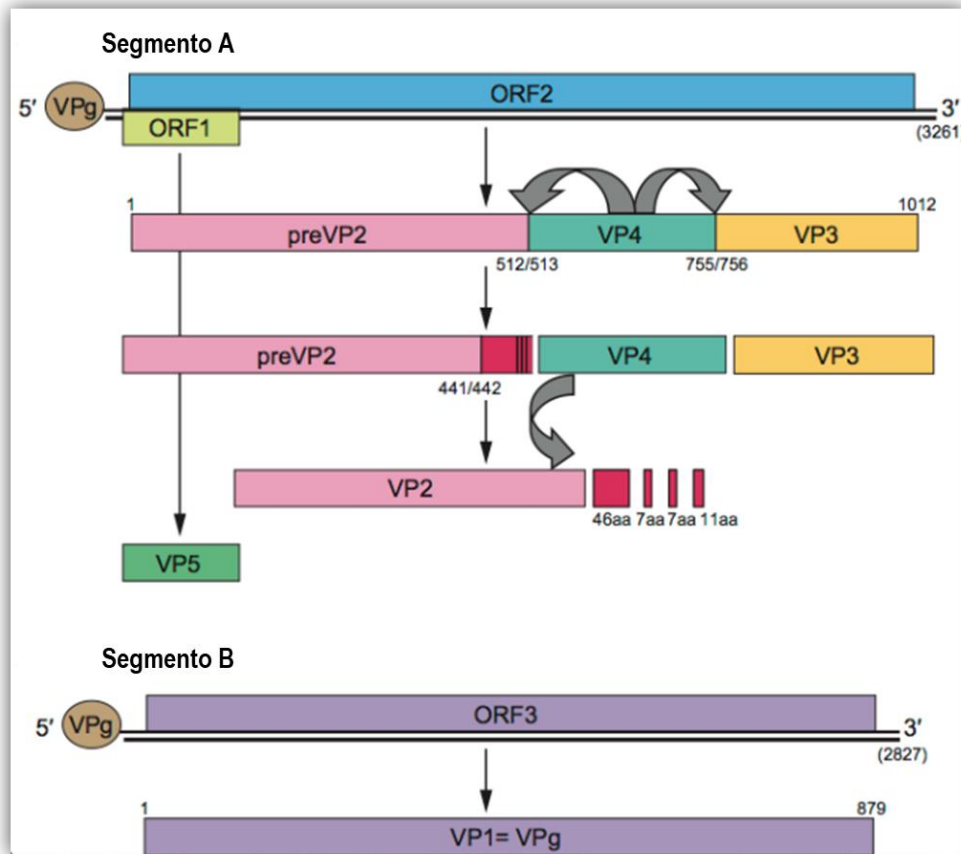 Segmento A
ORF2
5′ VPg 3′
ORF1
(3261)
1 1012
preVP2 VP4 VP3
512/513 755/756
preVP2 VP4 VP3
441/442
VP2
46aa 7aa 7aa 11aa
VP5
Segmento B
ORF3
5′ VPg 3′
(2827)
1 879
VP1= VPg